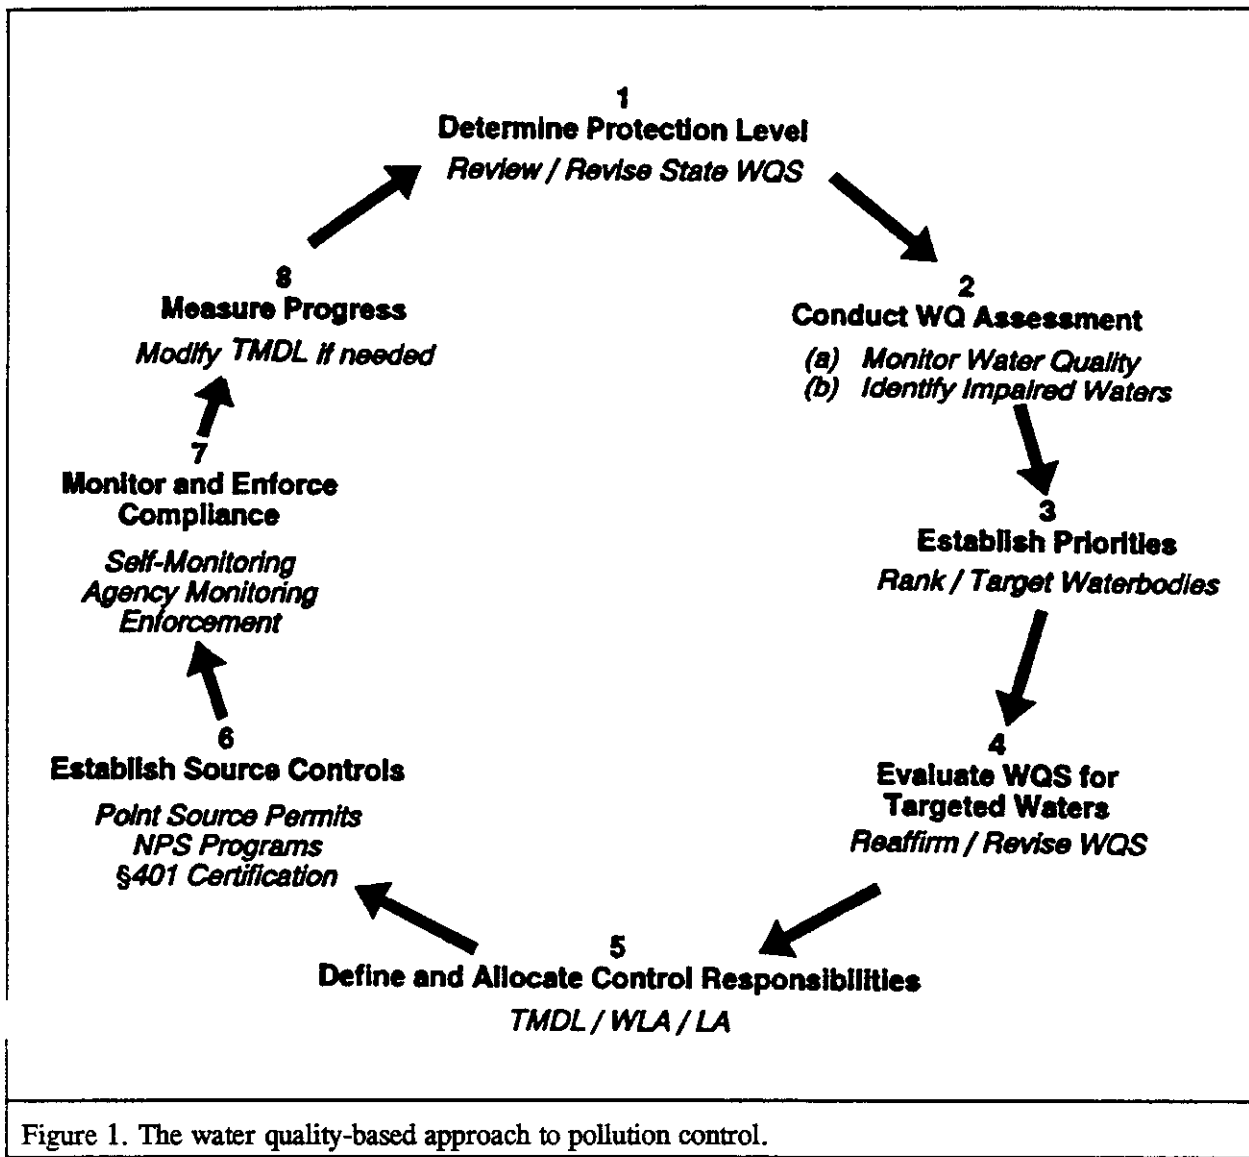 1
Determine Protection Level
Review / Revise State WQS
2
Conduct WQ Assessment
(a) Monitor Water Quality
(b) Identify Impaired Waters
3
Establish Priorities
Rank / Target Waterbodies
4
Evaluate WQS for
Targeted Waters
Reaffirm / Revise WQS
5
Define and Allocate Control Responsibilities
TMDL / WLA / LA
6
Establish Source Controls
Point Source Permits
NPS Programs
§401 Certification
7
Monitor and Enforce
Compliance
Self-Monitoring
Agency Monitoring
Enforcement
8
Measure Progress
Modify TMDL if needed
Figure 1. The water quality-based approach to pollution control.